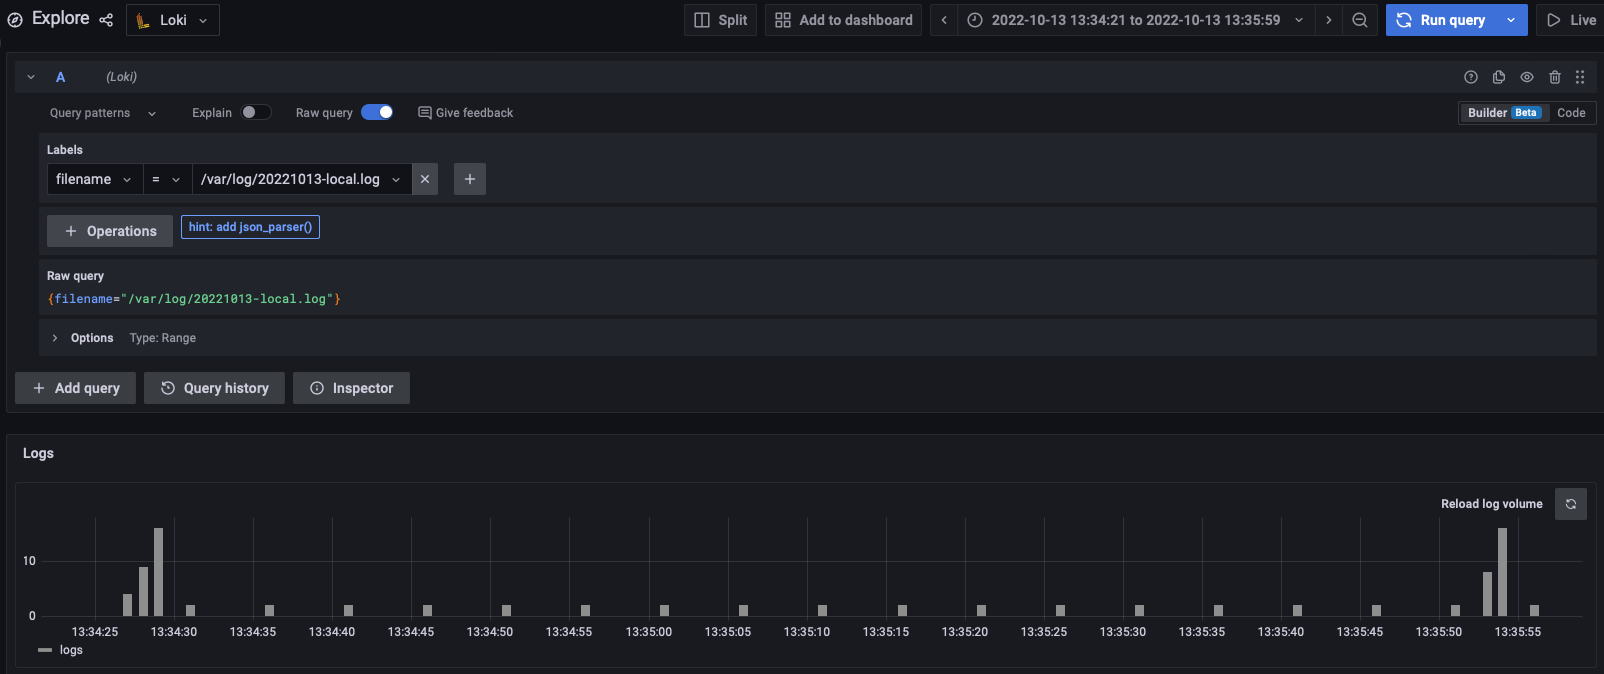 Explore Loki Split Add to dashboard 2022-10-13 13:34:21 to 2022-10-13 13:35:59 Run query Live
A (Loki)
Query patterns Explain Raw query Give feedback Builder Beta Code
Labels
filename = /var/log/20221013-local.log
+ Operations hint: add json_parser()
Raw query
{filename="/var/log/20221013-local.log"}
Options Type: Range
+ Add query Query history Inspector
Logs
Reload log volume
10
0
13:34:25 13:34:30 13:34:35 13:34:40 13:34:45 13:34:50 13:34:55 13:35:00 13:35:05 13:35:10 13:35:15 13:35:20 13:35:25 13:35:30 13:35:35 13:35:40 13:35:45 13:35:50 13:35:55
logs